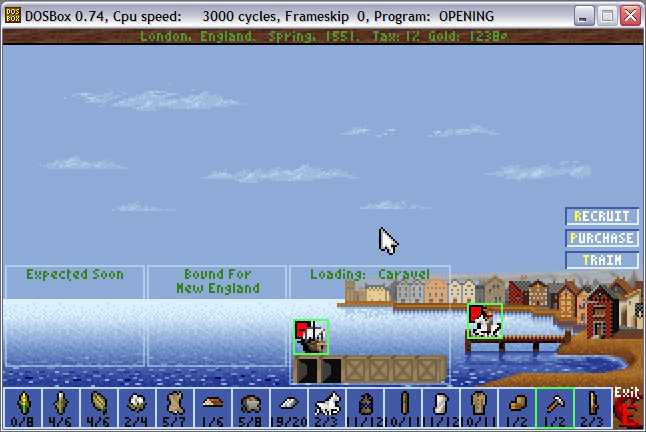 DOSBox 0.74, Cpu speed: 3000 cycles, Frameskip 0, Program: OPENING
London, England. Spring, 1551. Tax: 1% Gold: 1238
RECRUIT
PURCHASE
TRAIN
Expected Soon
Bound For
New England
Loading: Caravel
Exit
0/8 4/6 4/6 2/4 5/7 1/6 5/8 19/20 2/3 11/12 10/11 11/12 10/11 1/2 1/2 2/3
E